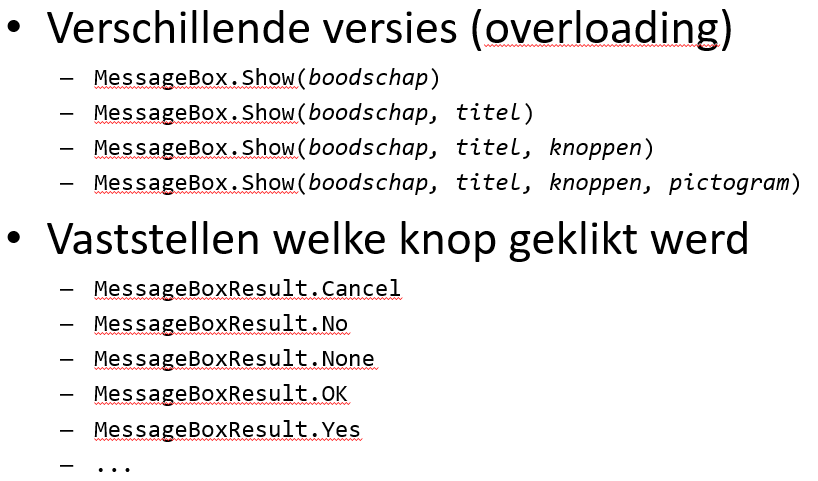 • Verschillende versies (overloading)
– MessageBox.Show(boodschap)
– MessageBox.Show(boodschap, titel)
– MessageBox.Show(boodschap, titel, knoppen)
– MessageBox.Show(boodschap, titel, knoppen, pictogram)
• Vaststellen welke knop geklikt werd
– MessageBoxResult.Cancel
– MessageBoxResult.No
– MessageBoxResult.None
– MessageBoxResult.OK
– MessageBoxResult.Yes
– ...